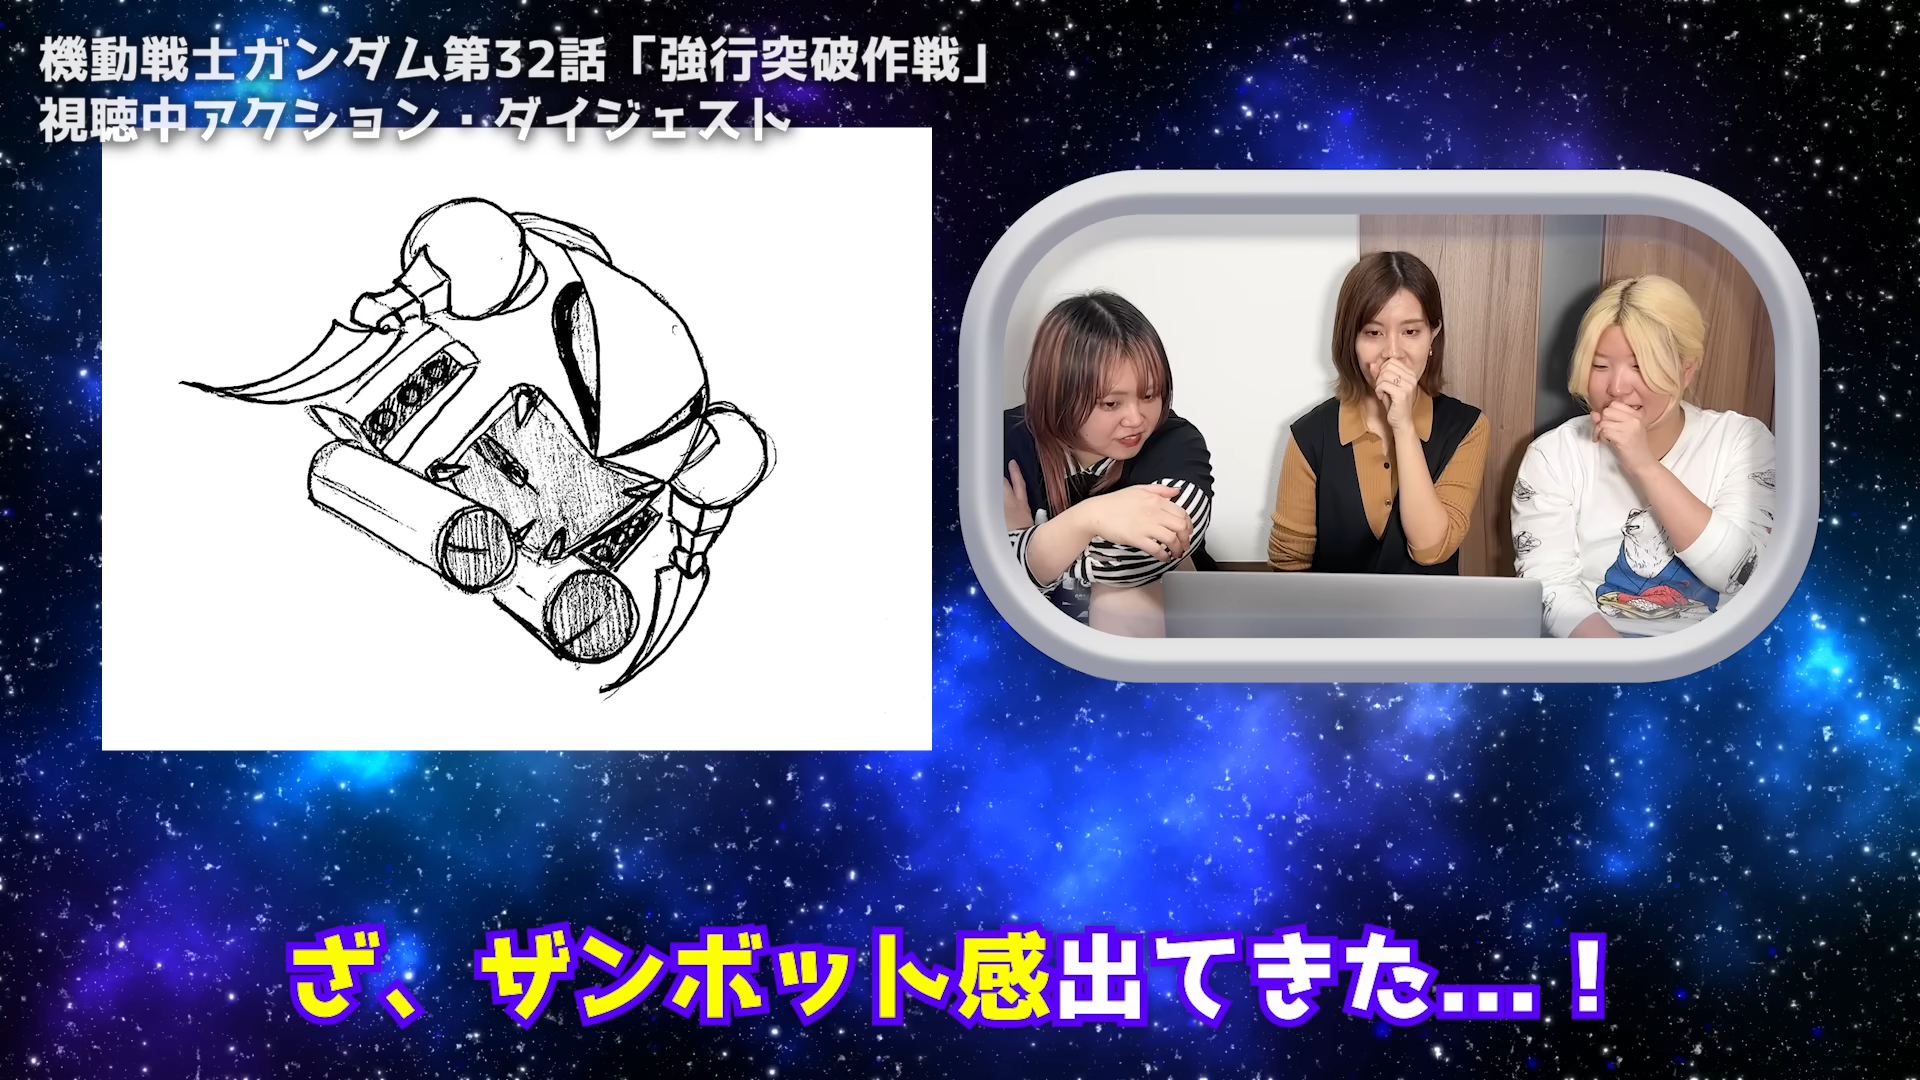 機動戦士ガンダム第32話「強行突破作戦」
視聴中アクション・ダイジェスト
ざ、ザンボット感出てきた…！